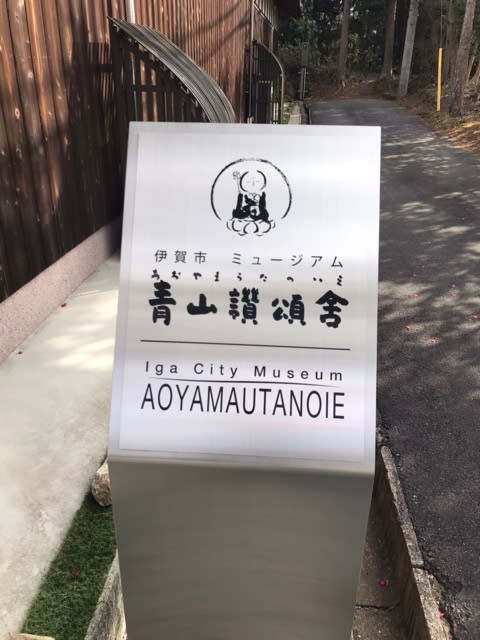 伊賀市 ミュージアム
あおやまうたのいえ
青山讃頌舎
Iga City Museum
AOYAMAUTANOIE